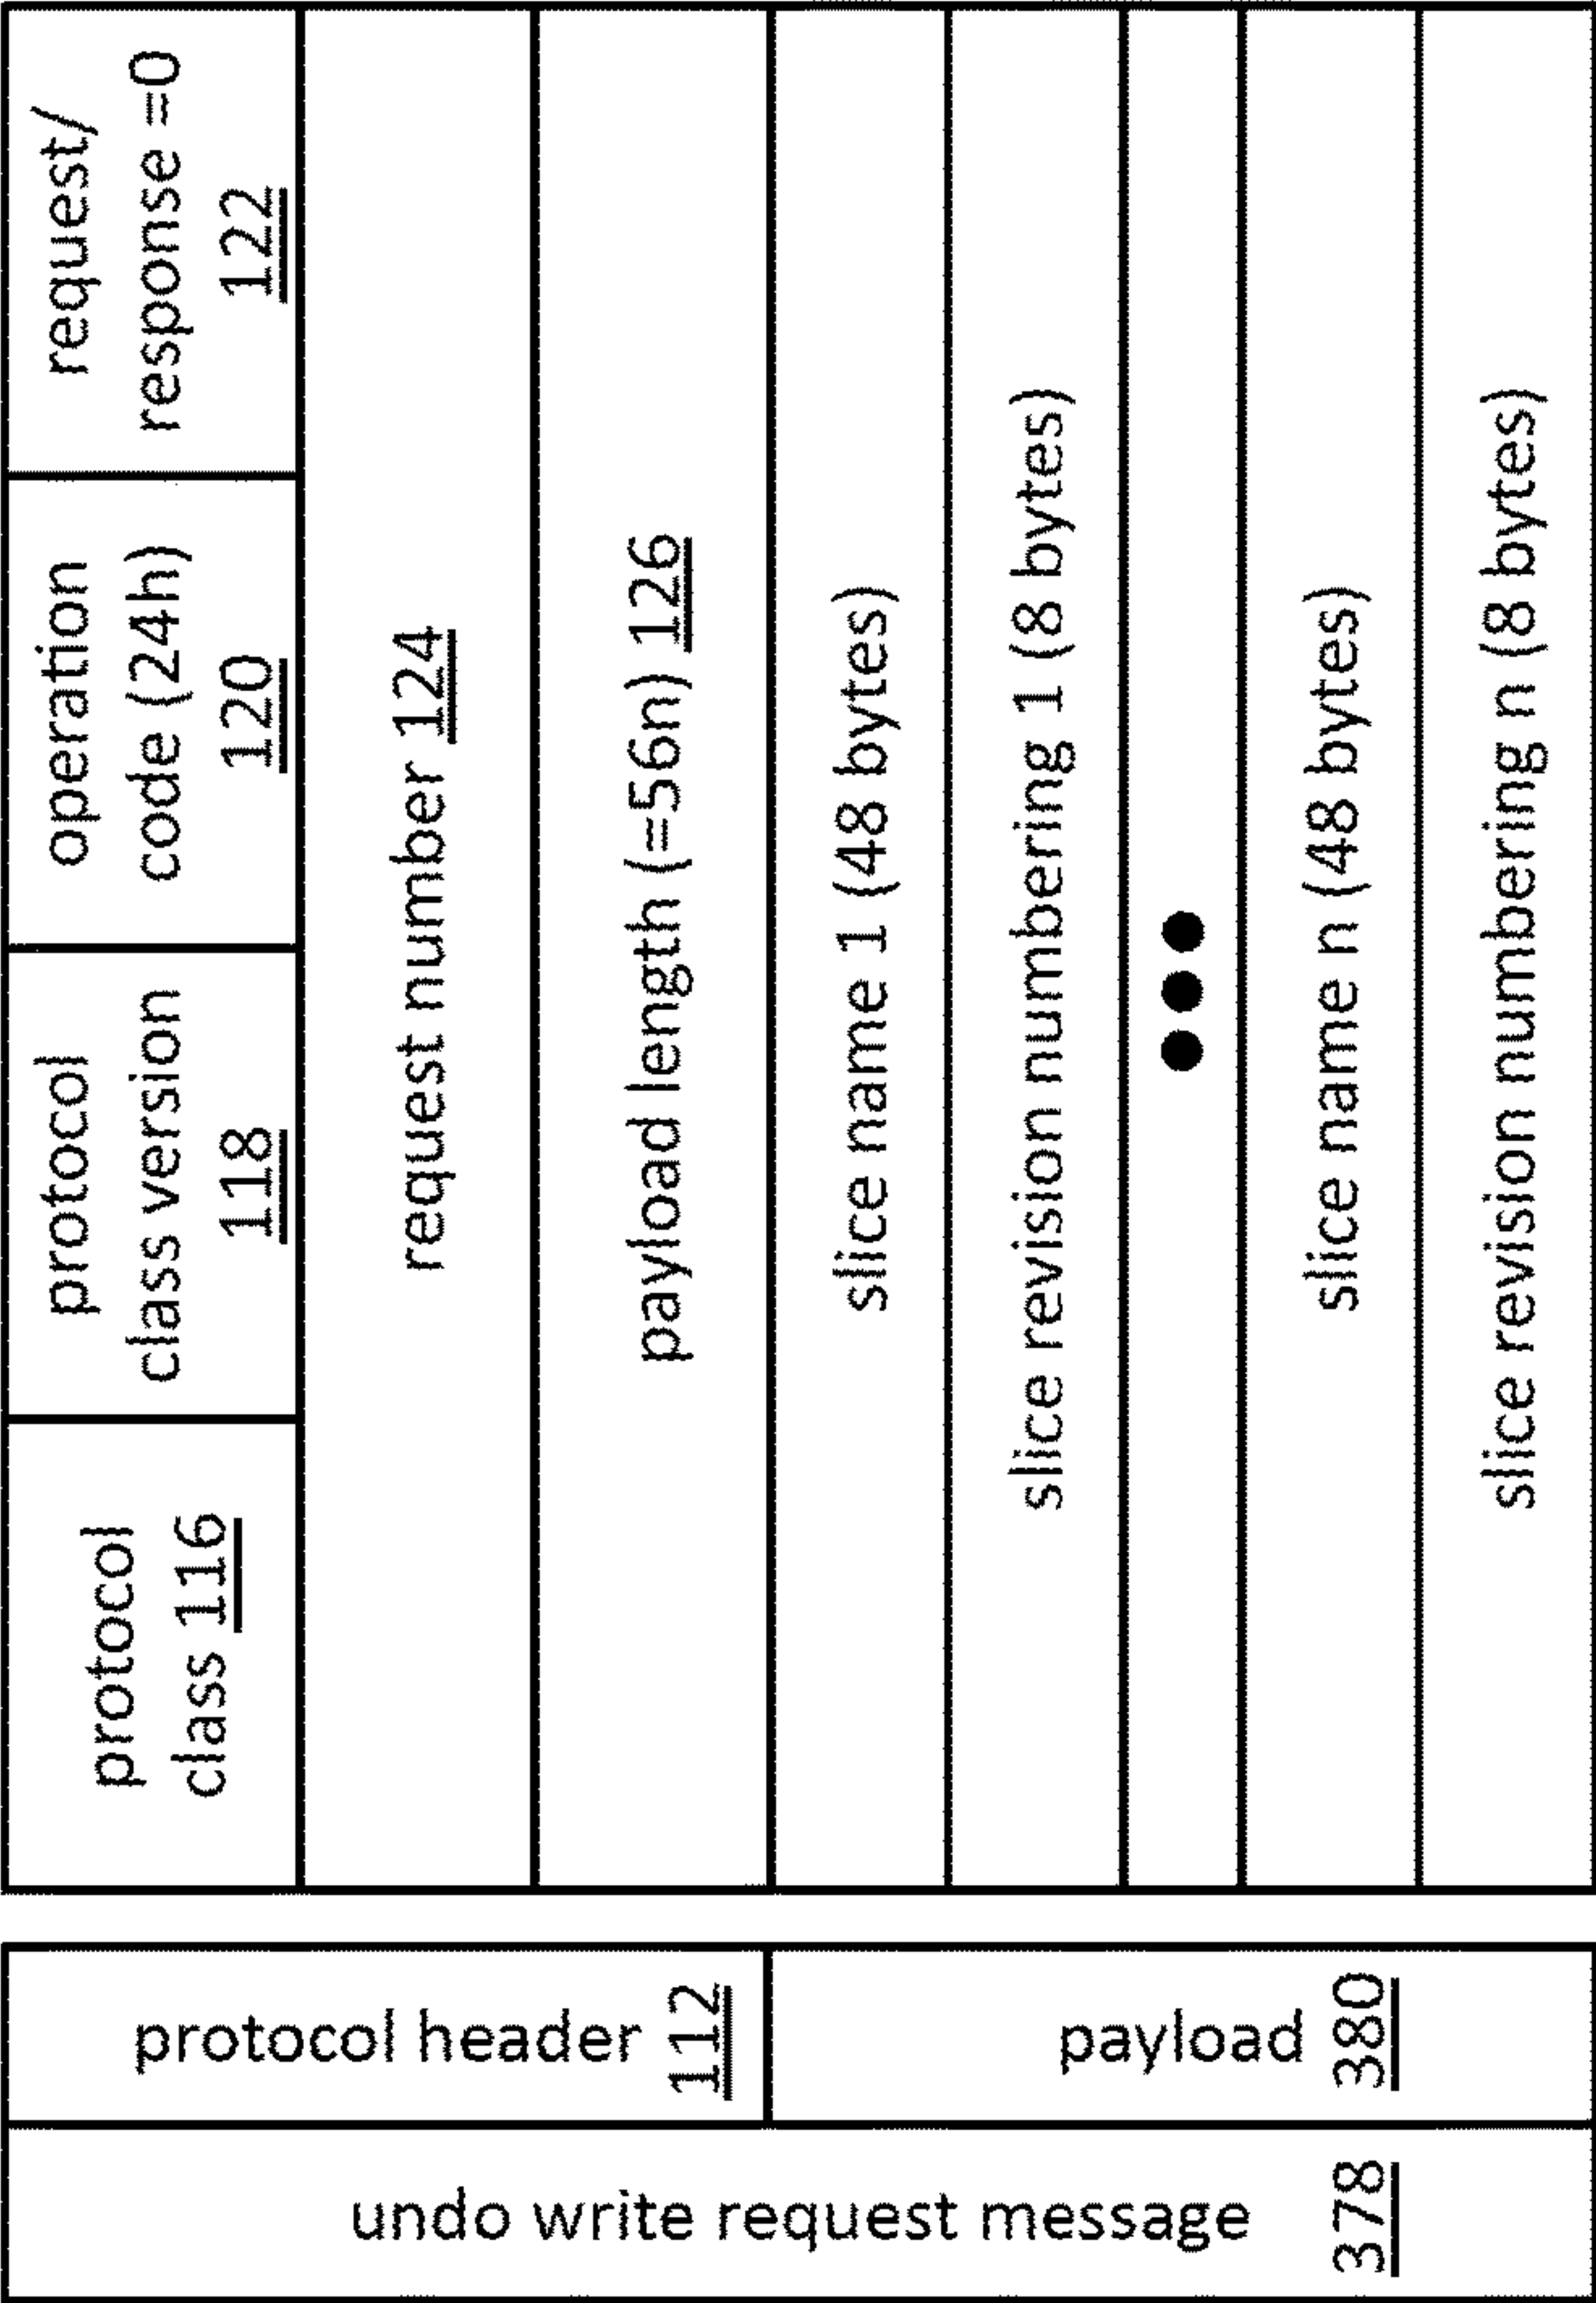 undo write request message
378
protocol header 112
payload 380
protocol
class 116
protocol
class version
118
operation
code (24h)
120
request/
response =0
122
request number 124
payload length (=56n) 126
slice name 1 (48 bytes)
slice revision numbering 1 (8 bytes)
●●●
slice name n (48 bytes)
slice revision numbering n (8 bytes)